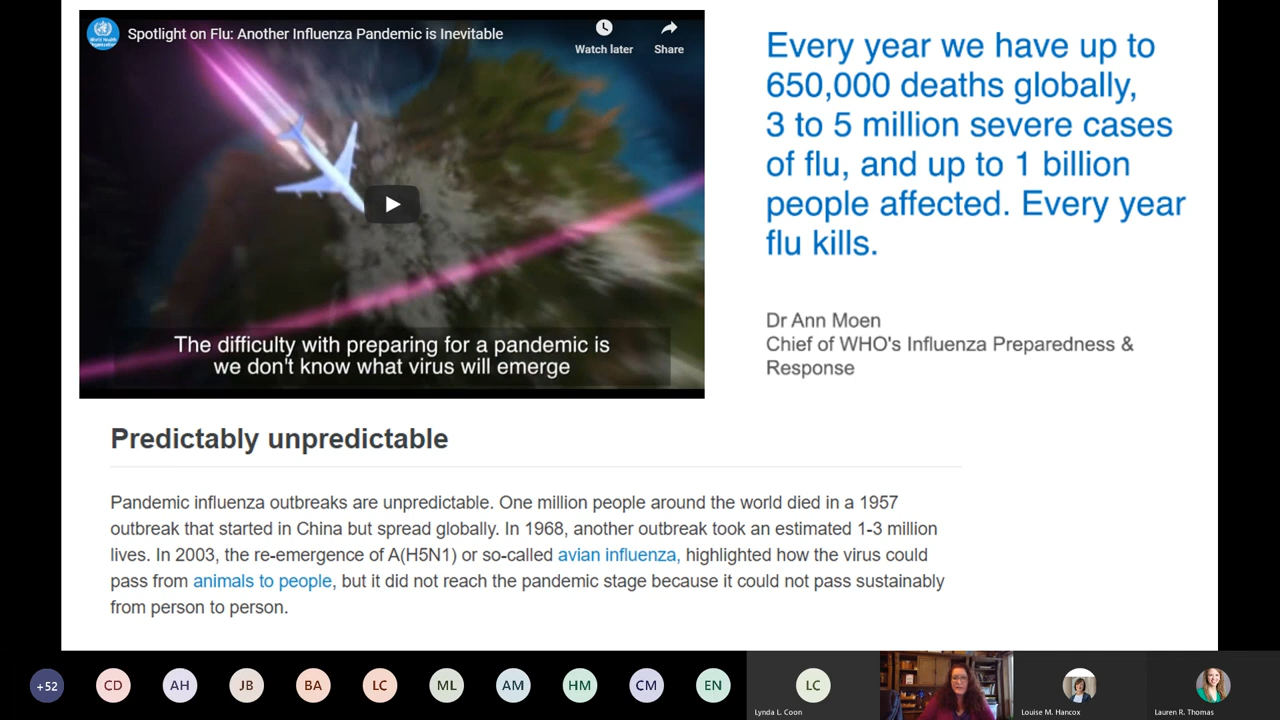 Spotlight on Flu: Another Influenza Pandemic is Inevitable
Watch later
Share
The difficulty with preparing for a pandemic is
we don't know what virus will emerge
Every year we have up to
650,000 deaths globally,
3 to 5 million severe cases
of flu, and up to 1 billion
people affected. Every year
flu kills.
Dr Ann Moen
Chief of WHO's Influenza Preparedness &
Response
Predictably unpredictable
Pandemic influenza outbreaks are unpredictable. One million people around the world died in a 1957
outbreak that started in China but spread globally. In 1968, another outbreak took an estimated 1-3 million
lives. In 2003, the re-emergence of A(H5N1) or so-called avian influenza, highlighted how the virus could
pass from animals to people, but it did not reach the pandemic stage because it could not pass sustainably
from person to person.
+52
CD
AH
JB
BA
LC
ML
AM
HM
CM
EN
LC
Lynda L. Coon
Louise M. Hancox
Lauren R. Thomas